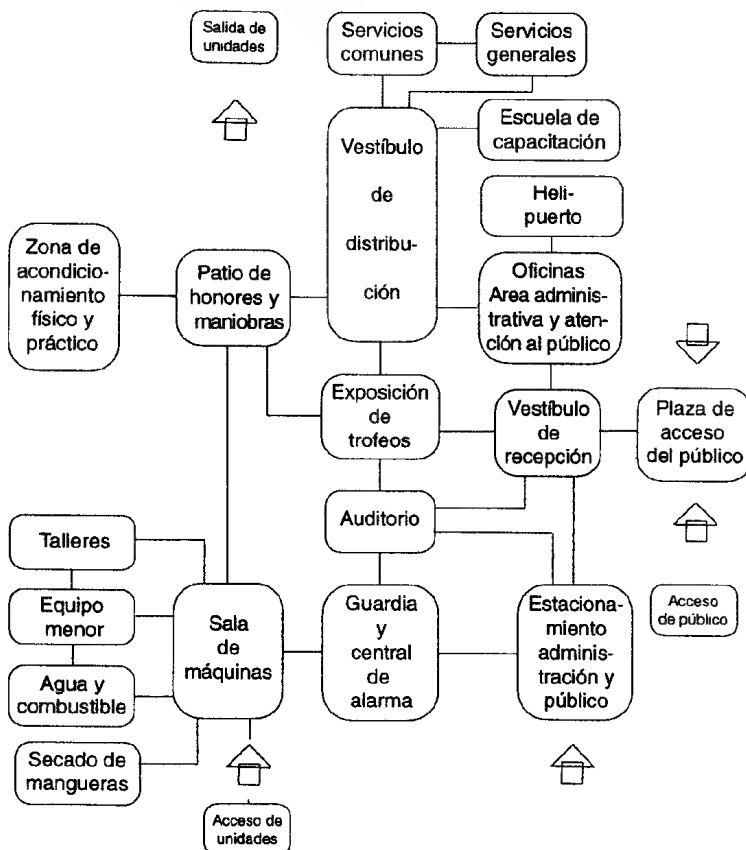 Salida de
unidades
Servicios
comunes
Servicios
generales
Vestíbulo
de
distribu-
ción
Escuela de
capacitación
Heli-
puerto
Zona de
acondicio-
namiento
físico y
práctico
Patio de
honores y
maniobras
Oficinas
Area adminis-
trativa y aten-
ción al público
Exposición
de
trofeos
Vestíbulo
de
recepción
Plaza de
acceso
del público
Auditorio
Talleres
Equipo
menor
Agua y
combustible
Secado de
mangueras
Sala
de
máquinas
Guardia
y
central
de
alarma
Estaciona-
miento
adminis-
tración y
público
Acceso
de público
Acceso de
unidades